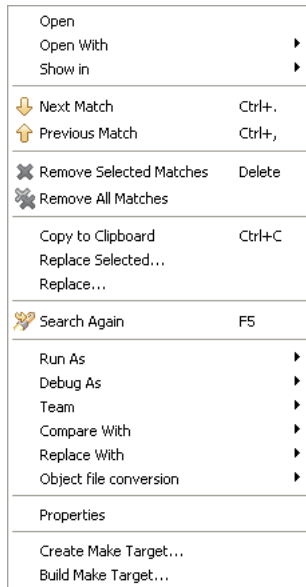 Open
Open With
Show in
Next Match Ctrl+.
Previous Match Ctrl+,
Remove Selected Matches Delete
Remove All Matches
Copy to Clipboard Ctrl+C
Replace Selected...
Replace...
Search Again F5
Run As
Debug As
Team
Compare With
Replace With
Object file conversion
Properties
Create Make Target...
Build Make Target...